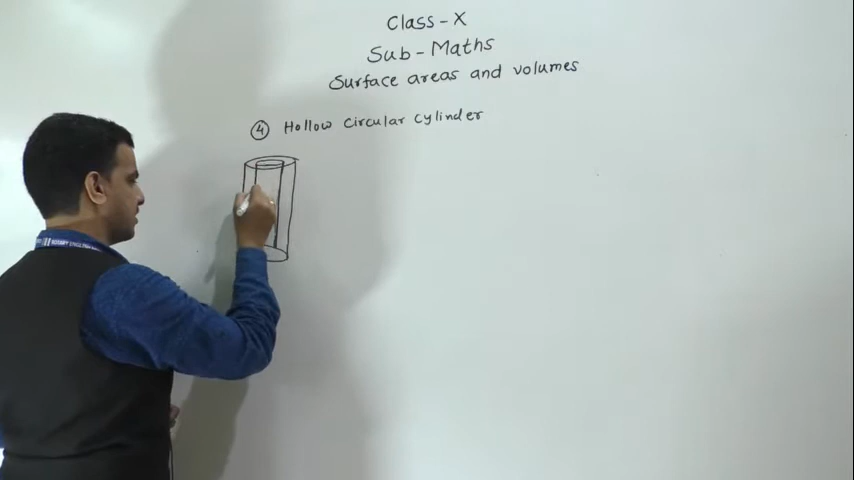 Class-X
Sub-Maths
Surface areas and volumes
④ Hollow circular cylinder